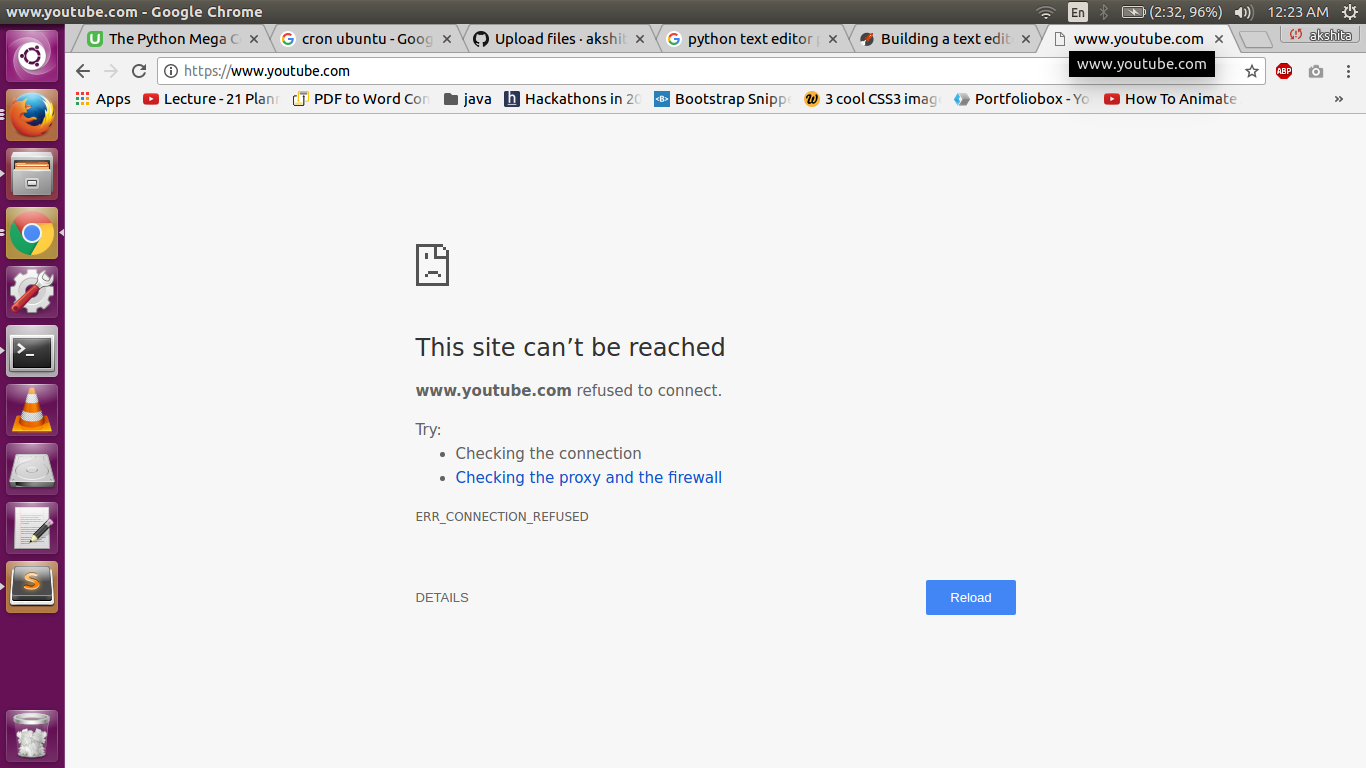 www.youtube.com - Google Chrome
En
(2:32, 96%)
12:23 AM
The Python Mega C
cron ubuntu - Goog
Upload files · akshit
python text editor p
Building a text edit
www.youtube.com
akshita
https://www.youtube.com
www.youtube.com
ABP
Apps
Lecture - 21 Plan
PDF to Word Con
java
Hackathons in 20
Bootstrap Snipp
3 cool CSS3 imag
Portfoliobox - Yo
How To Animate
»
This site can’t be reached
www.youtube.com refused to connect.
Try:
• Checking the connection
• Checking the proxy and the firewall
ERR_CONNECTION_REFUSED
DETAILS
Reload